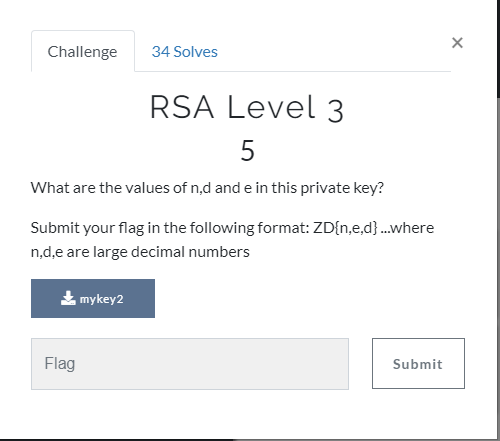 Challenge
34 Solves
×
RSA Level 3
5
What are the values of n,d and e in this private key?
Submit your flag in the following format: ZD{n,e,d} ...where
n,d,e are large decimal numbers
mykey2
Flag
Submit